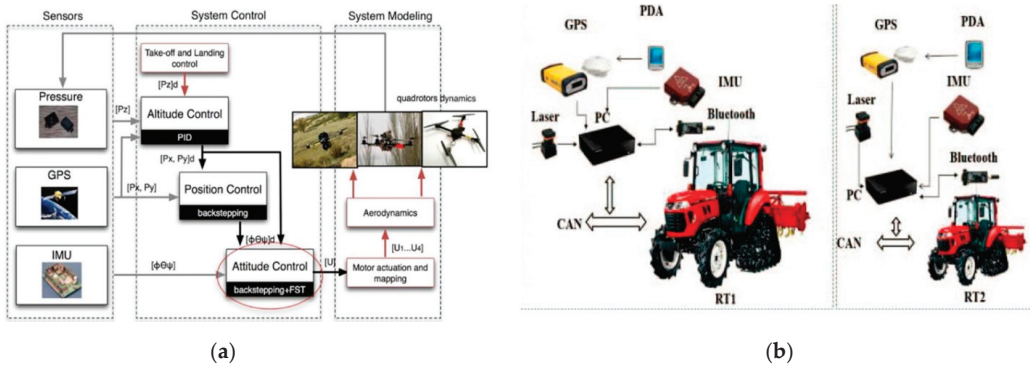 Sensors
System Control
System Modeling
Take-off and Landing
control
[Pz]d
Pressure
[Pz]
Altitude Control
PID
quadrotors dynamics
[Px, Py]d
GPS
[Px, Py]
Position Control
backstepping
Aerodynamics
[ϕθψ]d
[U₁...U₄]
IMU
[ϕθψ]
Attitude Control
backstepping+FST
[U]
Motor actuation and
mapping
(a)
PDA
GPS
IMU
Laser
PC
Bluetooth
CAN
RT1
GPS
PDA
IMU
Laser
Bluetooth
PC
CAN
RT2
(b)